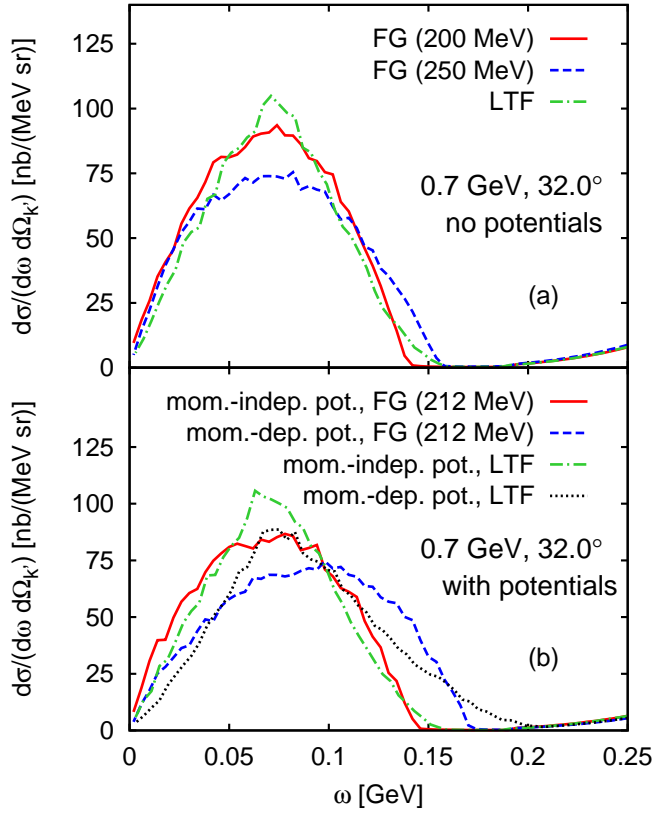 dσ/(dω dΩK') [nb/(MeV sr)]
125
100
75
50
25
0
FG (200 MeV)
FG (250 MeV)
LTF
0.7 GeV, 32.0°
no potentials
(a)
dσ/(dω dΩK') [nb/(MeV sr)]
125
100
75
50
25
0
mom.-indep. pot., FG (212 MeV)
mom.-dep. pot., FG (212 MeV)
mom.-indep. pot., LTF
mom.-dep. pot., LTF
0.7 GeV, 32.0°
with potentials
(b)
0 0.05 0.1 0.15 0.2 0.25
ω [GeV]